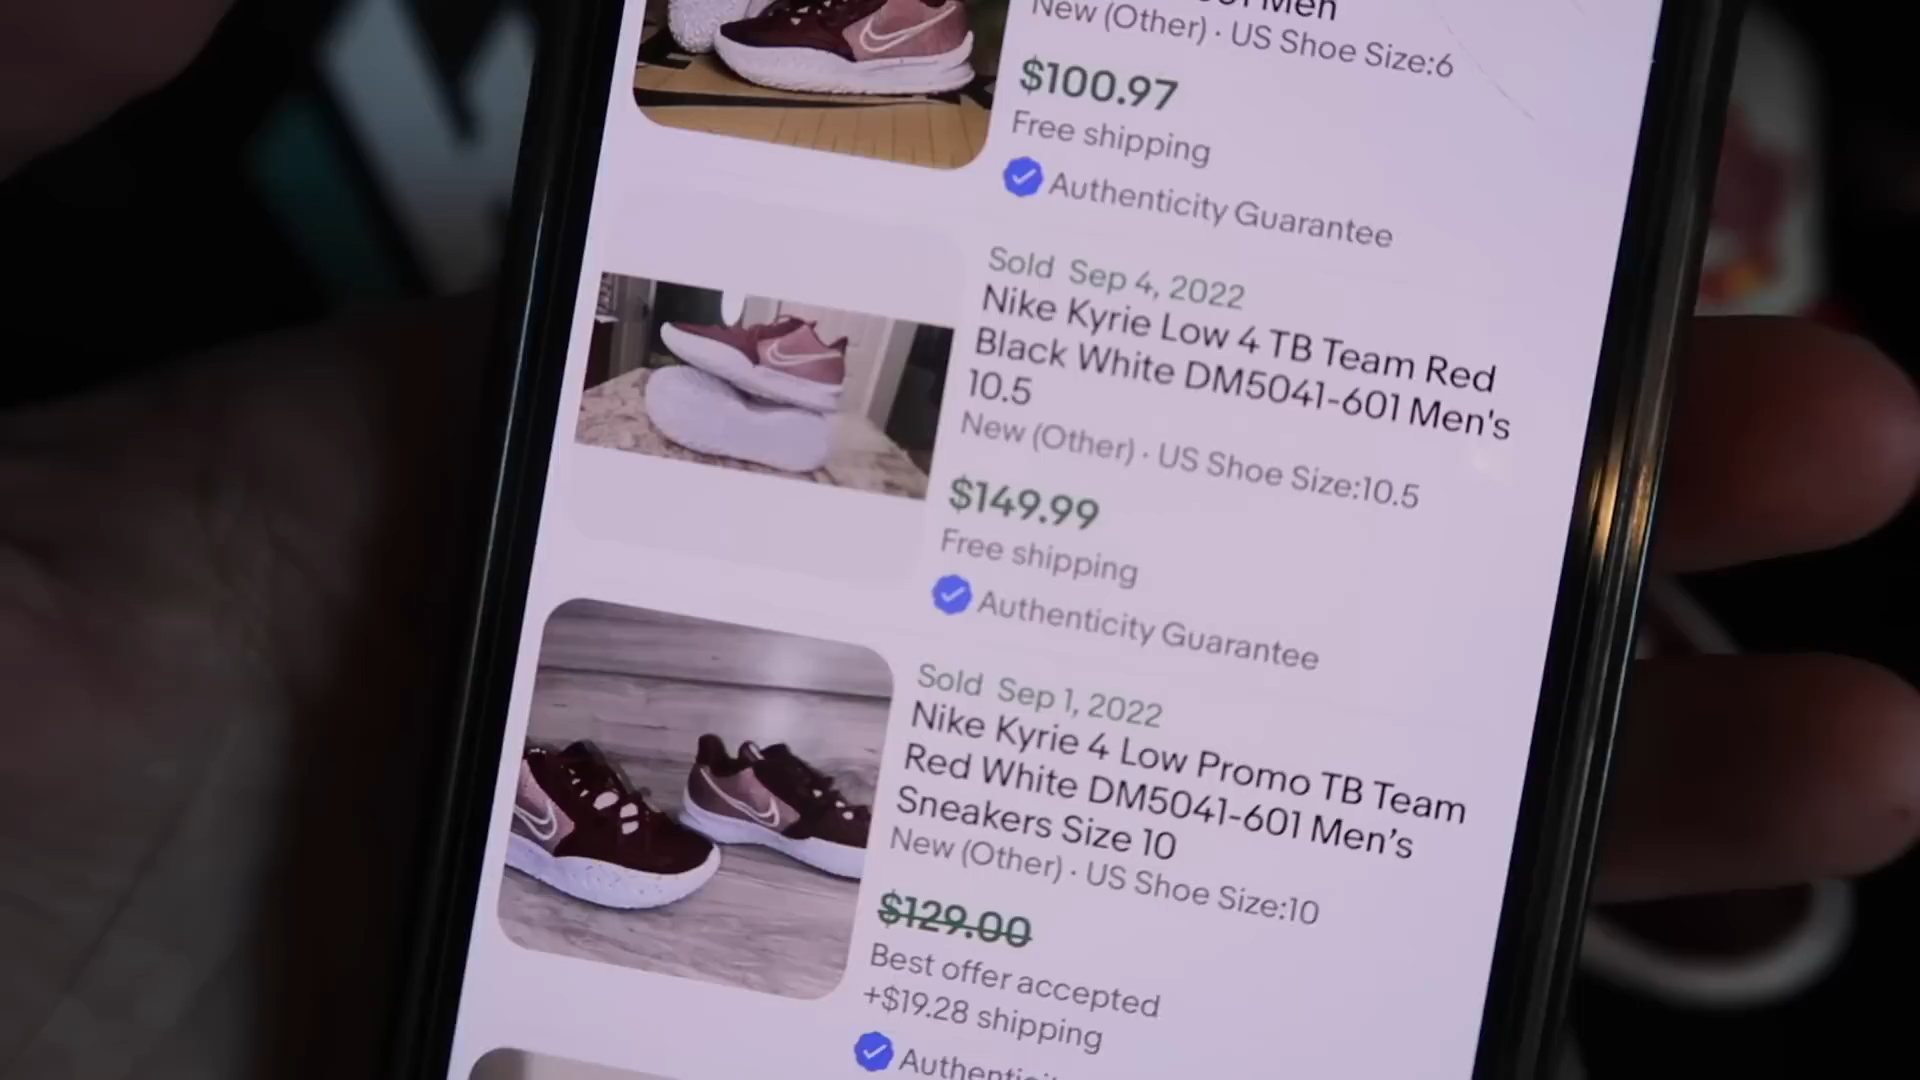 Men
New (Other) · US Shoe Size:6
$100.97
Free shipping
Authenticity Guarantee
Sold Sep 4, 2022
Nike Kyrie Low 4 TB Team Red
Black White DM5041-601 Men's
10.5
New (Other) · US Shoe Size:10.5
$149.99
Free shipping
Authenticity Guarantee
Sold Sep 1, 2022
Nike Kyrie 4 Low Promo TB Team
Red White DM5041-601 Men's
Sneakers Size 10
New (Other) · US Shoe Size:10
$129.00
Best offer accepted
+$19.28 shipping